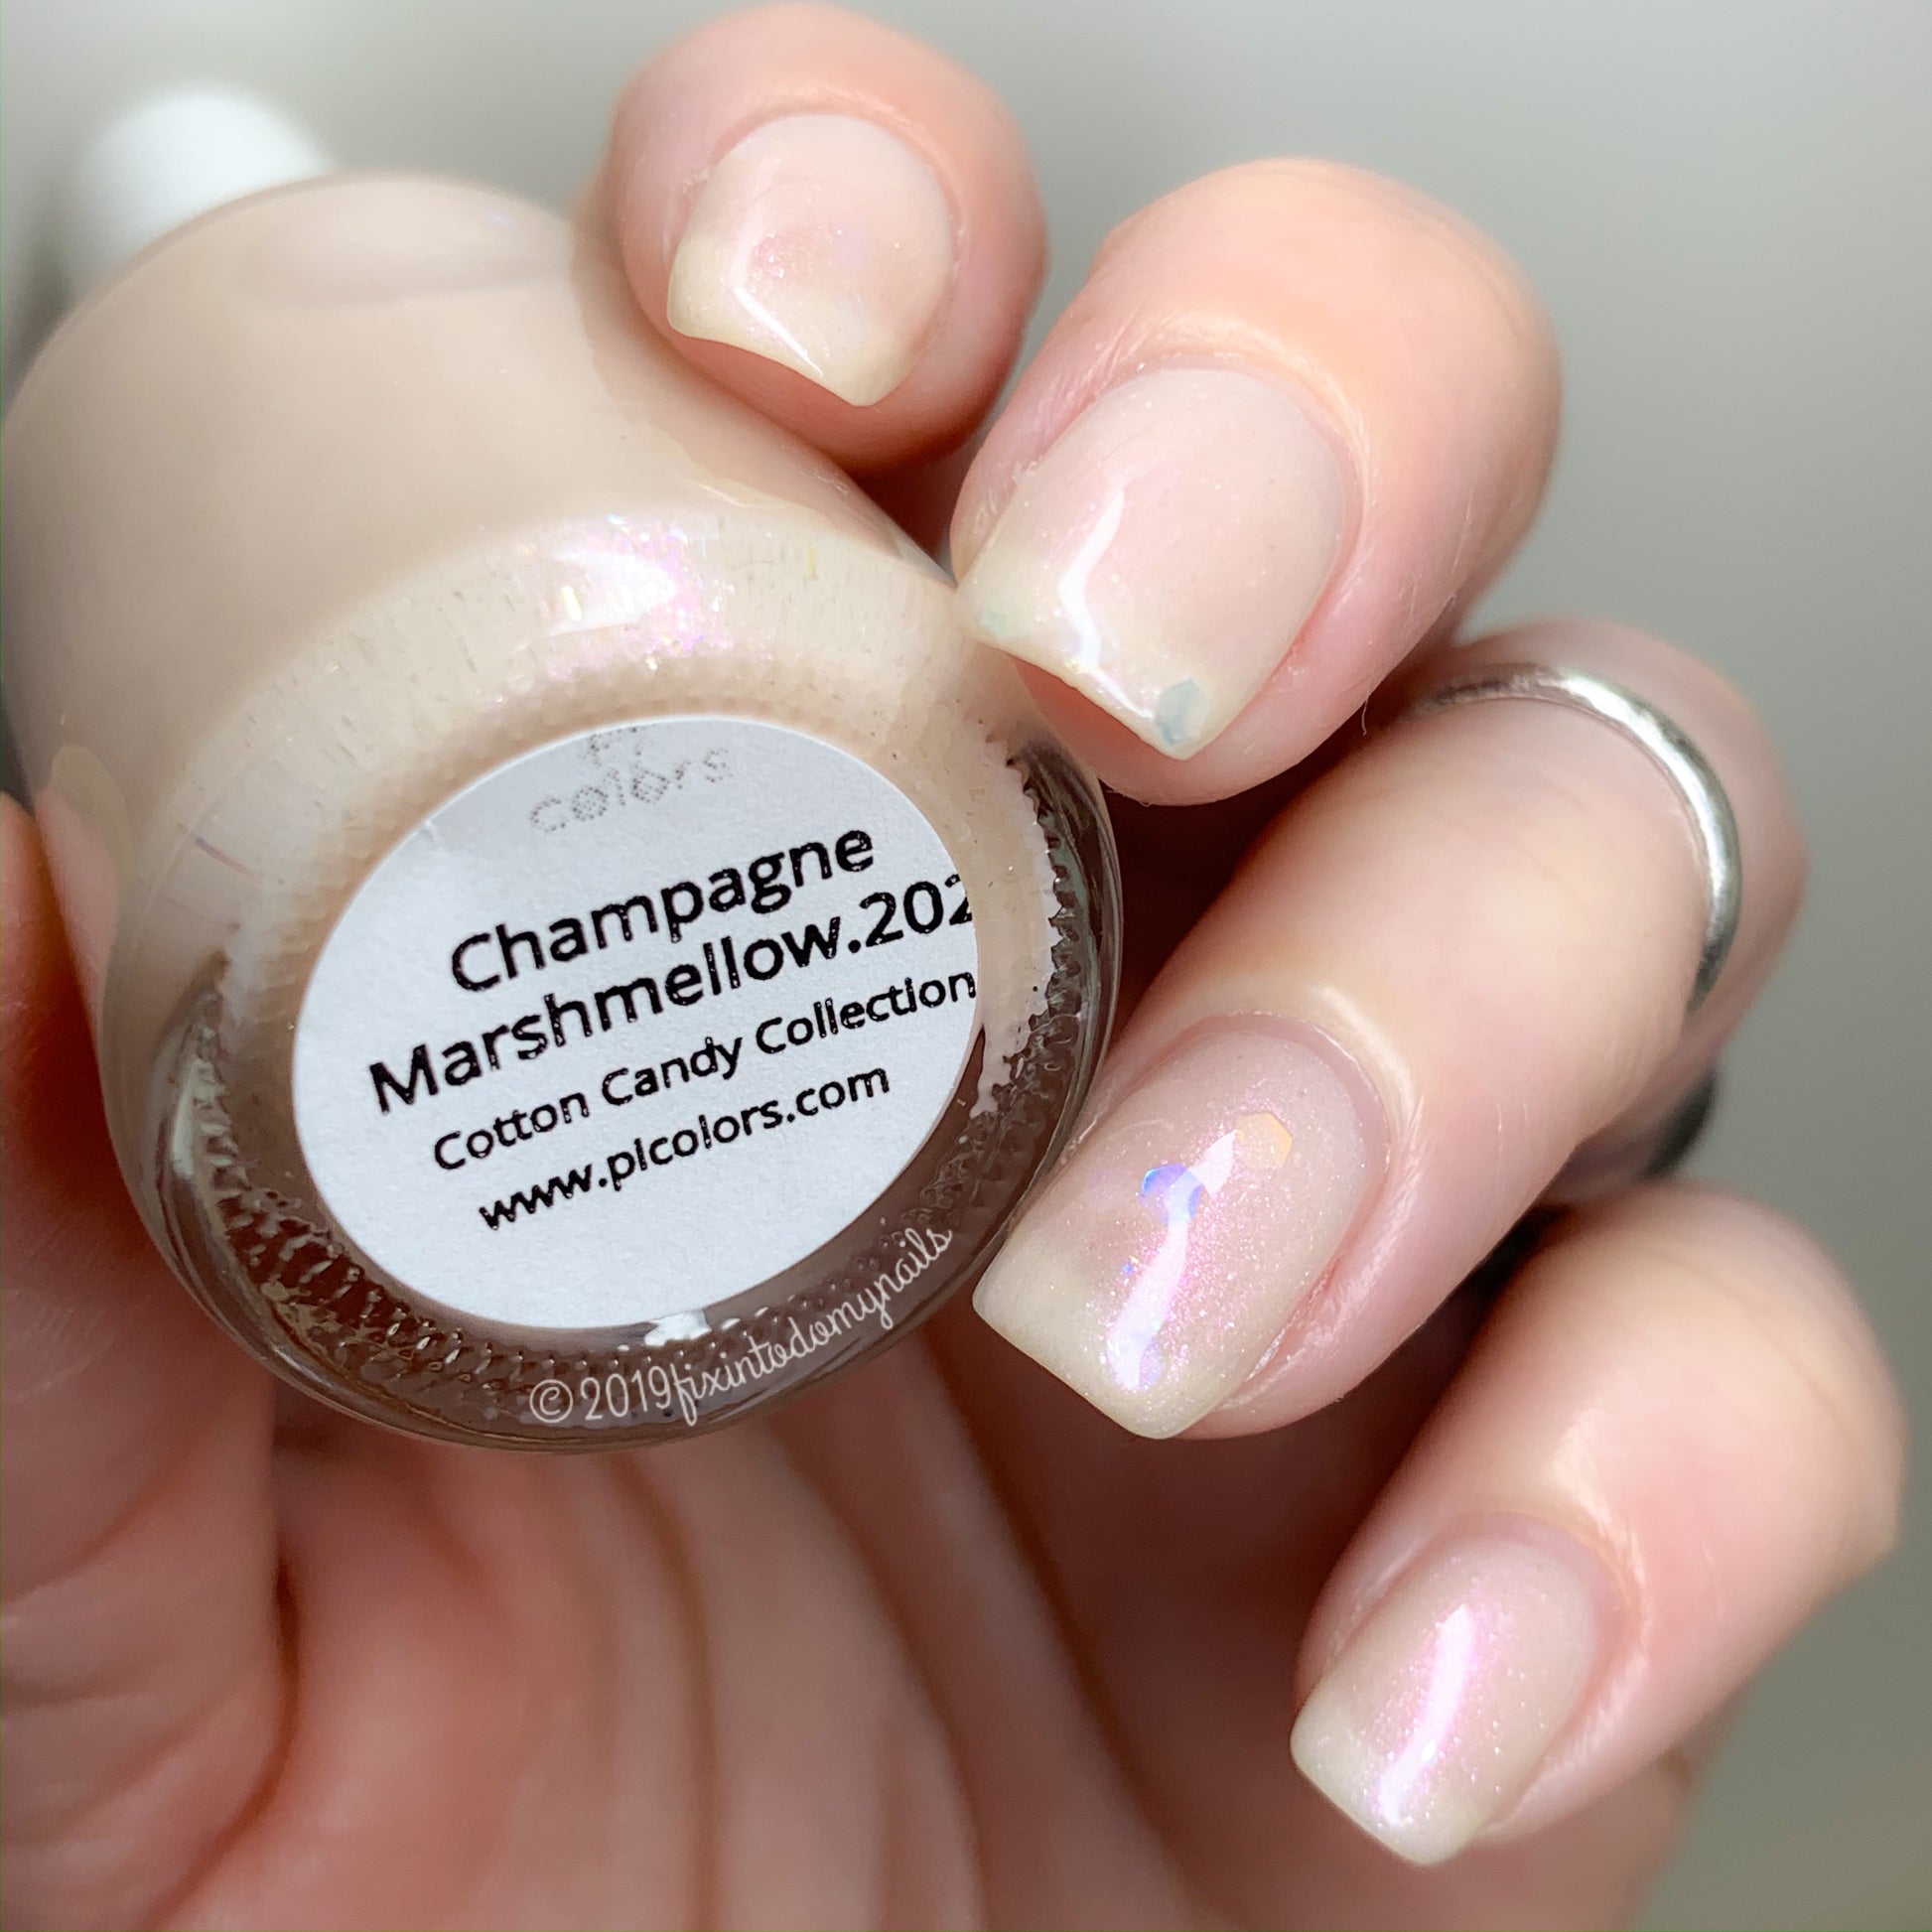 colors
Champagne
Marshmellow.202
Cotton Candy Collection
www.plcolors.com
©2019fixintodomynails